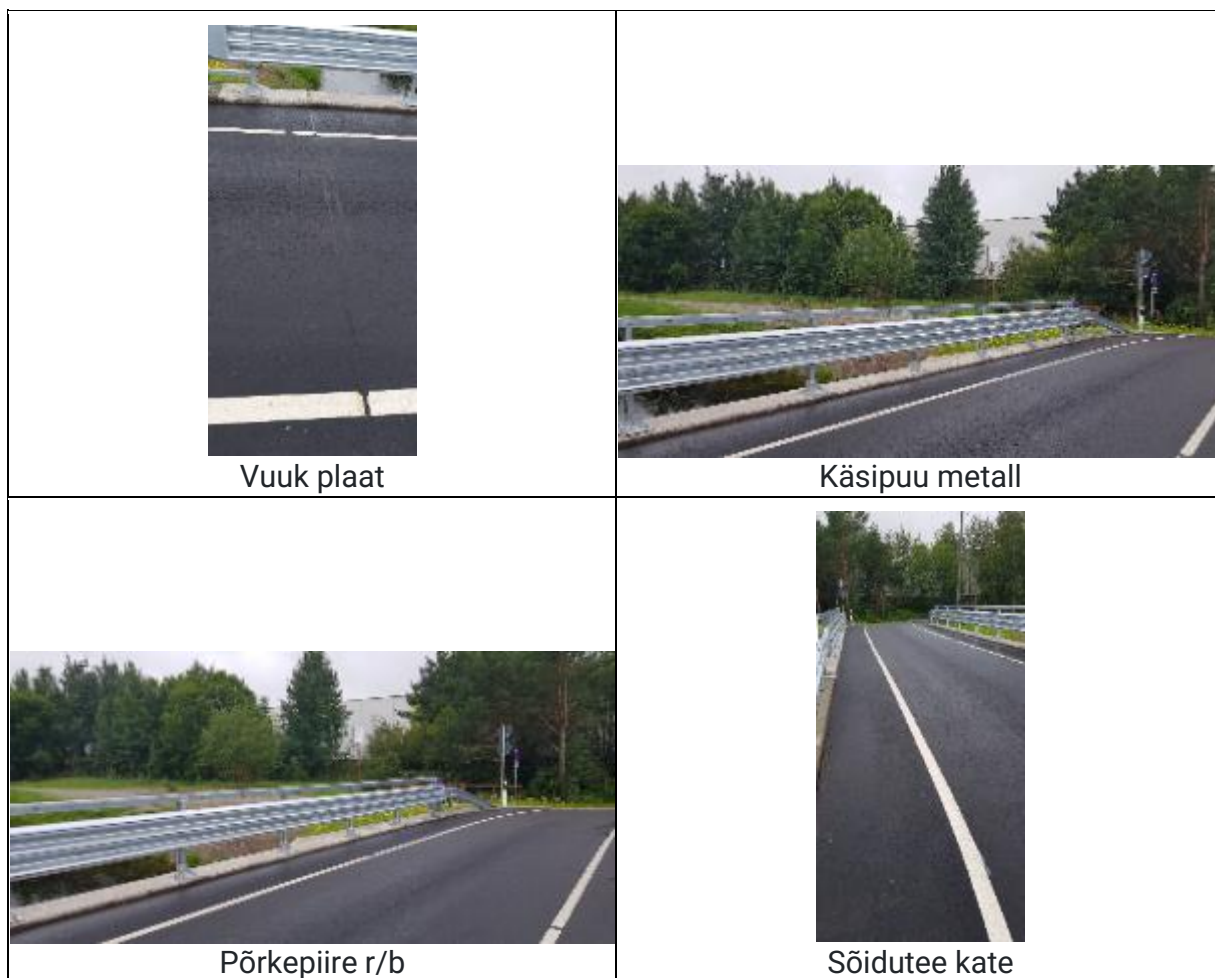 Vuuk plaat
Käsipuu metall
Põrkepiire r/b
Sõidutee kate